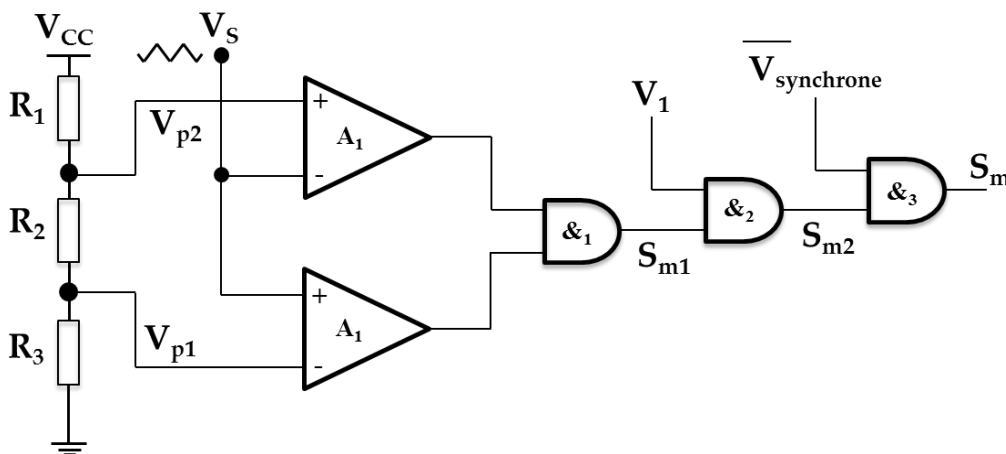 V_CC
V_S
V̅_synchrone
R_1
V_p2
+
A_1
-
V_1
R_2
&_1
S_m1
&_2
S_m2
&_3
S_m
R_3
V_p1
+
A_1
-